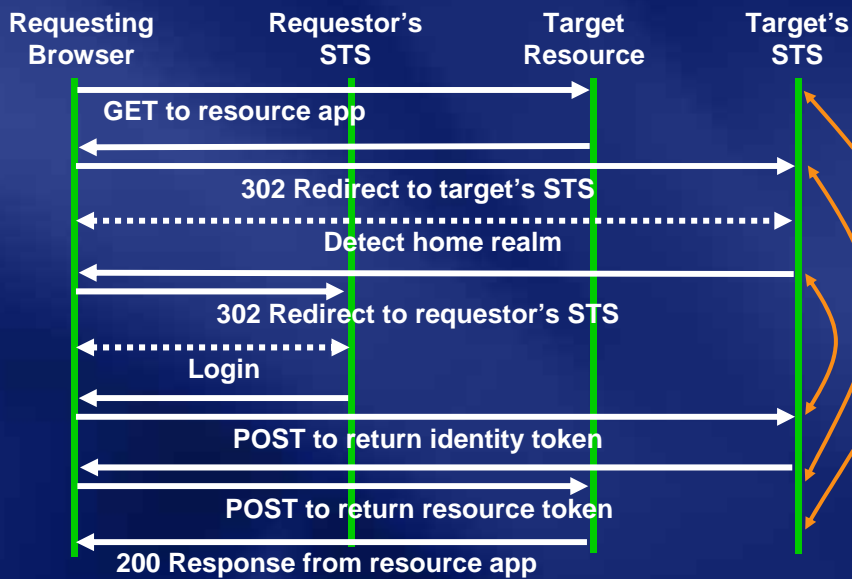 Requesting
Browser
Requestor's
STS
Target
Resource
Target's
STS
GET to resource app
302 Redirect to target's STS
Detect home realm
302 Redirect to requestor's STS
Login
POST to return identity token
POST to return resource token
200 Response from resource app